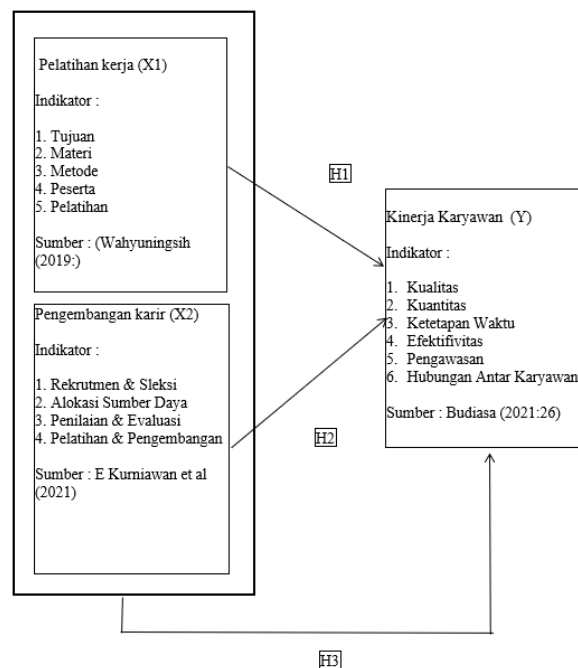 Pelatihan kerja (X1)
Indikator :
1. Tujuan
2. Materi
3. Metode
4. Peserta
5. Pelatihan
Sumber : (Wahyuningsih
(2019:)
Pengembangan karir (X2)
Indikator :
1. Rekrutmen & Sleksi
2. Alokasi Sumber Daya
3. Penilaian & Evaluasi
4. Pelatihan & Pengembangan
Sumber : E Kurniawan et al
(2021)
H1
H2
Kinerja Karyawan (Y)
Indikator :
1. Kualitas
2. Kuantitas
3. Ketetapan Waktu
4. Efektifivitas
5. Pengawasan
6. Hubungan Antar Karyawan
Sumber : Budiasa (2021:26)
H3